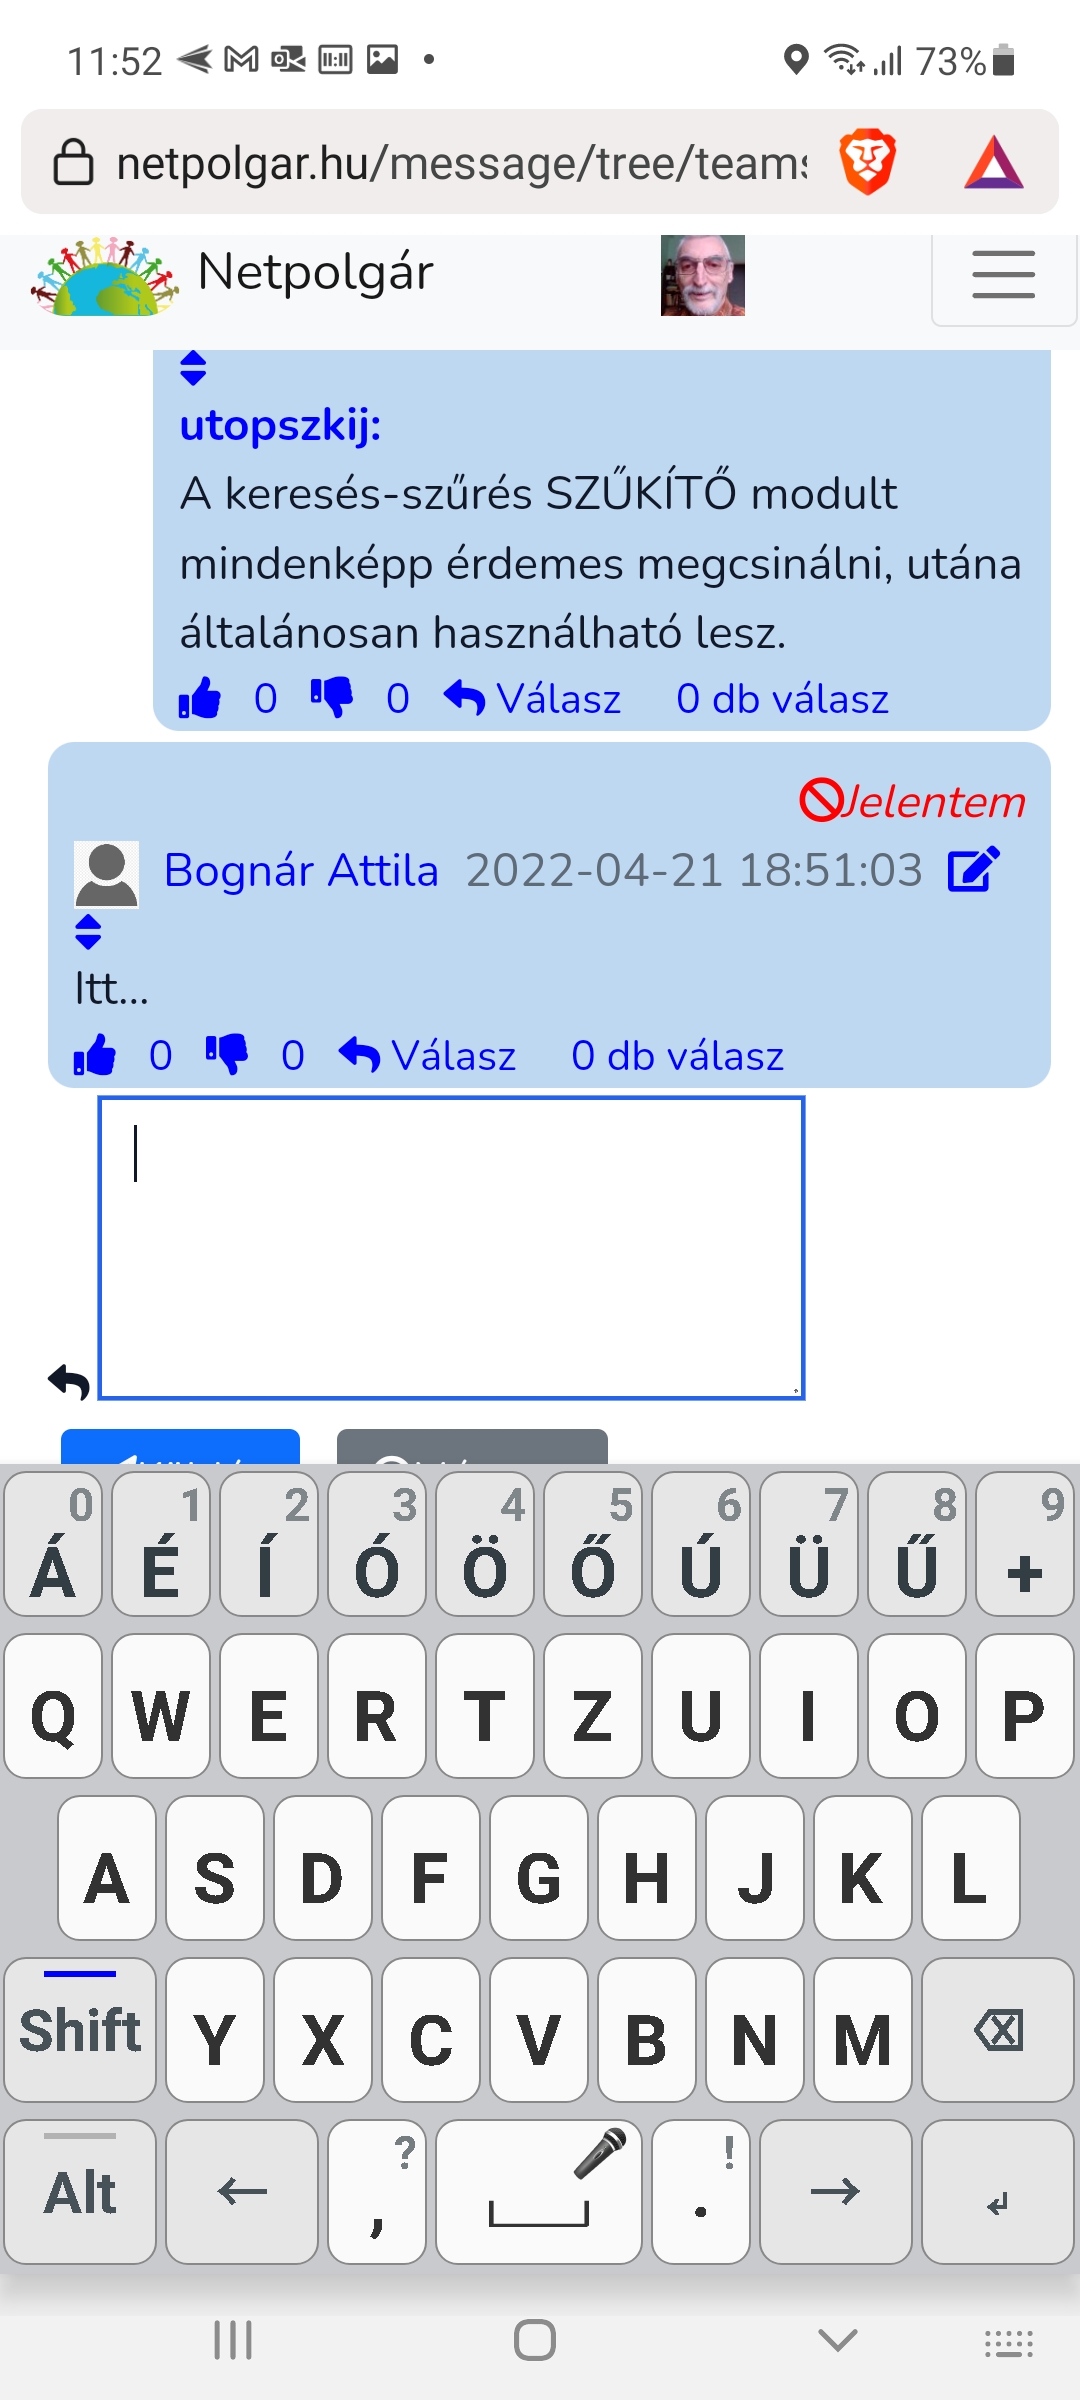 11:52
73%
netpolgar.hu/message/tree/teams
Netpolgár
utopszkij:
A keresés-szűrés SZŰKÍTŐ modult
mindenképp érdemes megcsinálni, utána
általánosan használható lesz.
0 0 Válasz 0 db válasz
Jelentem
Bognár Attila 2022-04-21 18:51:03
Itt...
0 0 Válasz 0 db válasz
0 1 2 3 4 5 6 7 8 9
Á É Í Ó Ö Ő Ú Ü Ű +
Q W E R T Z U I O P
A S D F G H J K L
Shift Y X C V B N M
? !
Alt ← , . → ↲